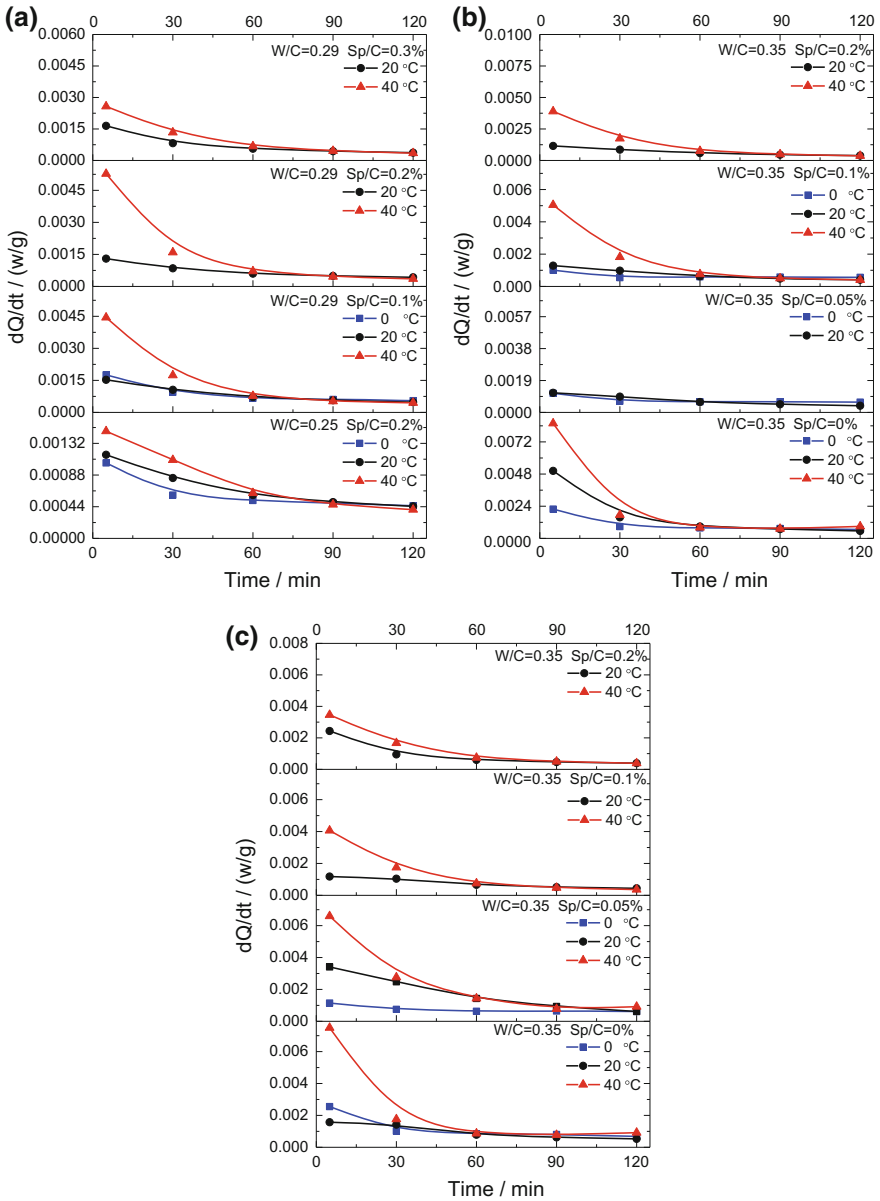 (a)
0 30 60 90 120
0.0060
W/C=0.29 Sp/C=0.3%
20 °C
40 °C
0.0030
0.0015
0.0000
W/C=0.29 Sp/C=0.2%
20 °C
40 °C
0.0045
0.0030
0.0015
0.0000
W/C=0.29 Sp/C=0.1%
0 °C
20 °C
40 °C
0.0045
0.0030
0.0015
0.0000
W/C=0.25 Sp/C=0.2%
0 °C
20 °C
40 °C
0.00132
0.00088
0.00044
0.00000
0 30 60 90 120
dQ/dt / (w/g)
Time / min
(b)
0 30 60 90 120
0.0100
W/C=0.35 Sp/C=0.2%
20 °C
40 °C
0.0050
0.0025
0.0000
W/C=0.35 Sp/C=0.1%
0 °C
20 °C
40 °C
0.006
0.004
0.002
0.000
W/C=0.35 Sp/C=0.05%
0 °C
20 °C
0.0057
0.0038
0.0019
0.0000
W/C=0.35 Sp/C=0%
0 °C
20 °C
40 °C
0.0072
0.0048
0.0024
0.0000
0 30 60 90 120
dQ/dt / (w/g)
Time / min
(c)
0 30 60 90 120
0.008
W/C=0.35 Sp/C=0.2%
20 °C
40 °C
0.004
0.002
0.000
W/C=0.35 Sp/C=0.1%
20 °C
40 °C
0.006
0.004
0.002
0.000
W/C=0.35 Sp/C=0.05%
0 °C
20 °C
40 °C
0.006
0.004
0.002
0.000
W/C=0.35 Sp/C=0%
0 °C
20 °C
40 °C
0.006
0.004
0.002
0.000
0 30 60 90 120
dQ/dt / (w/g)
Time / min